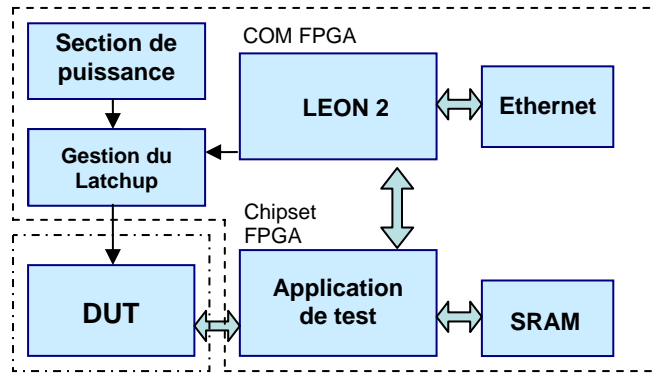 Section de
puissance
COM FPGA
LEON 2
Ethernet
Gestion du
Latchup
Chipset
FPGA
DUT
Application
de test
SRAM